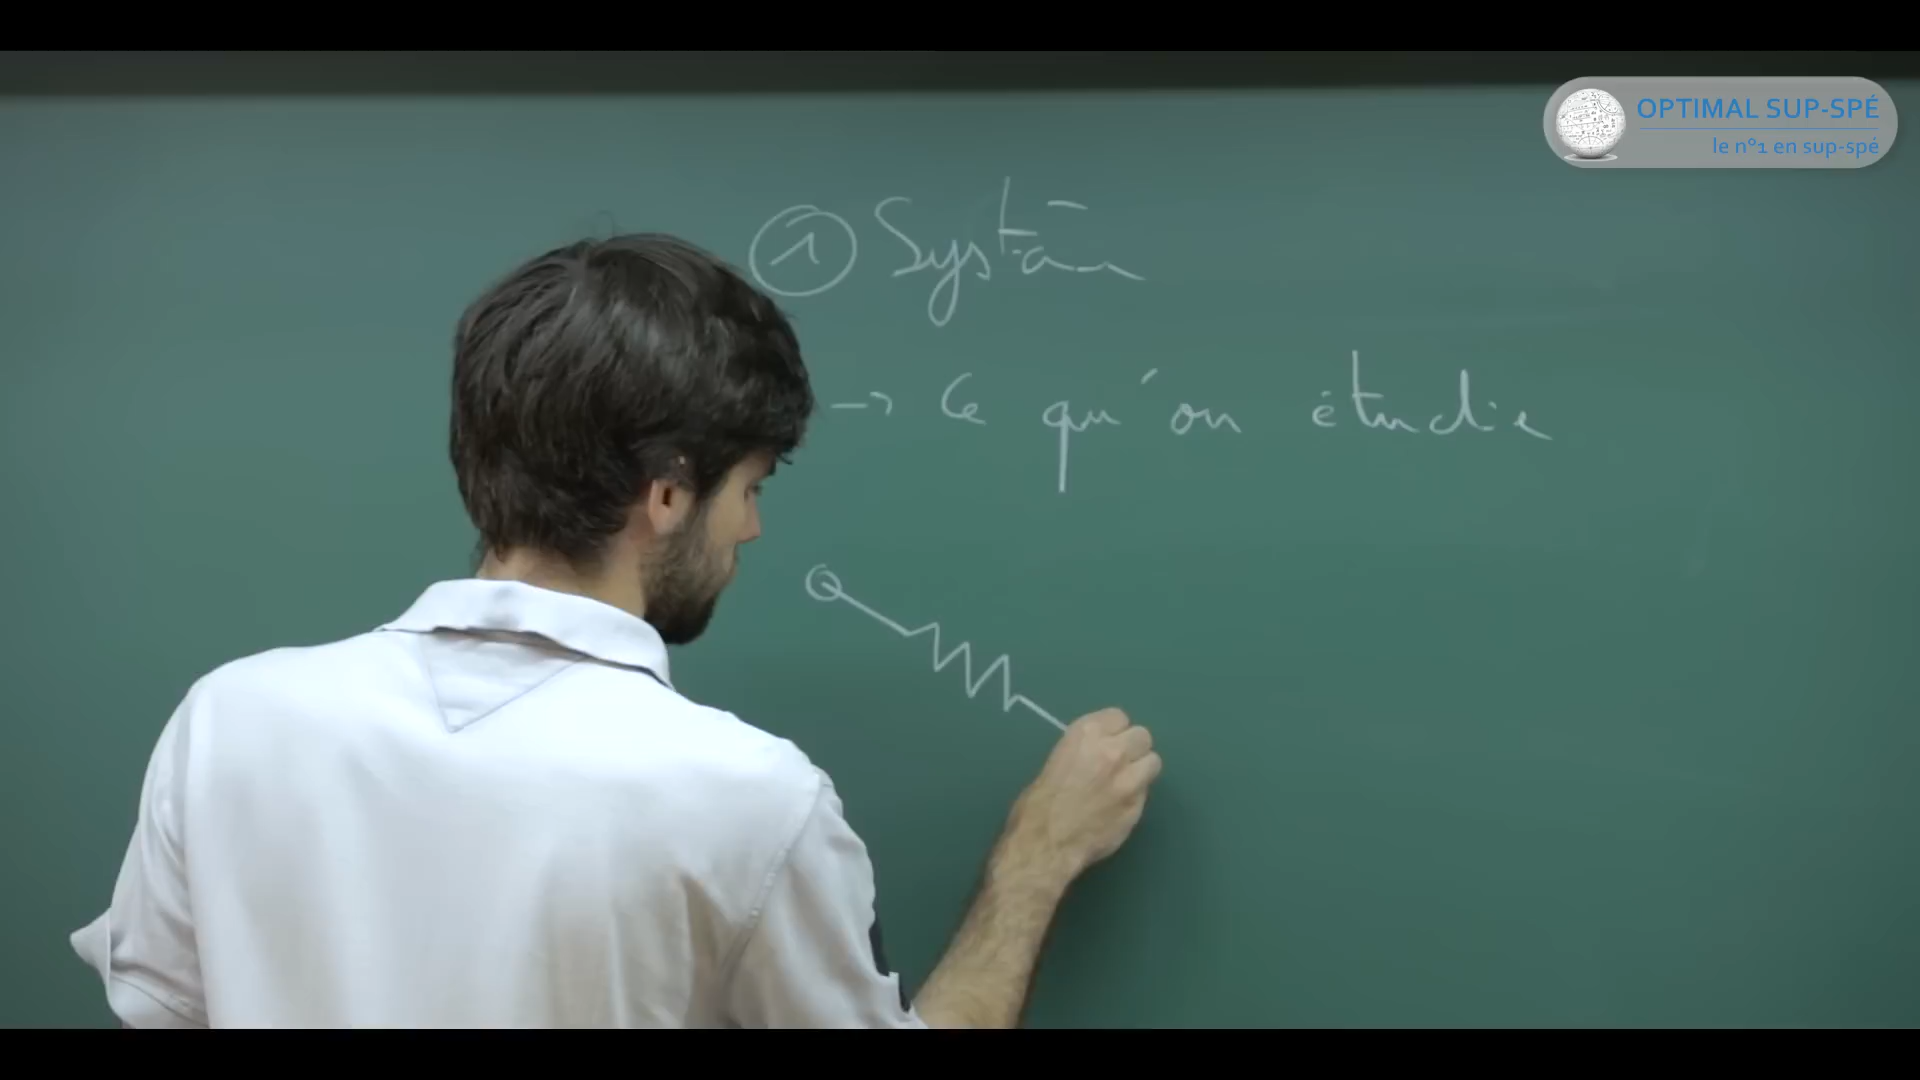 OPTIMAL SUP-SPÉ
le n°1 en sup-spé
① Système
→ Ce qu'on étudie